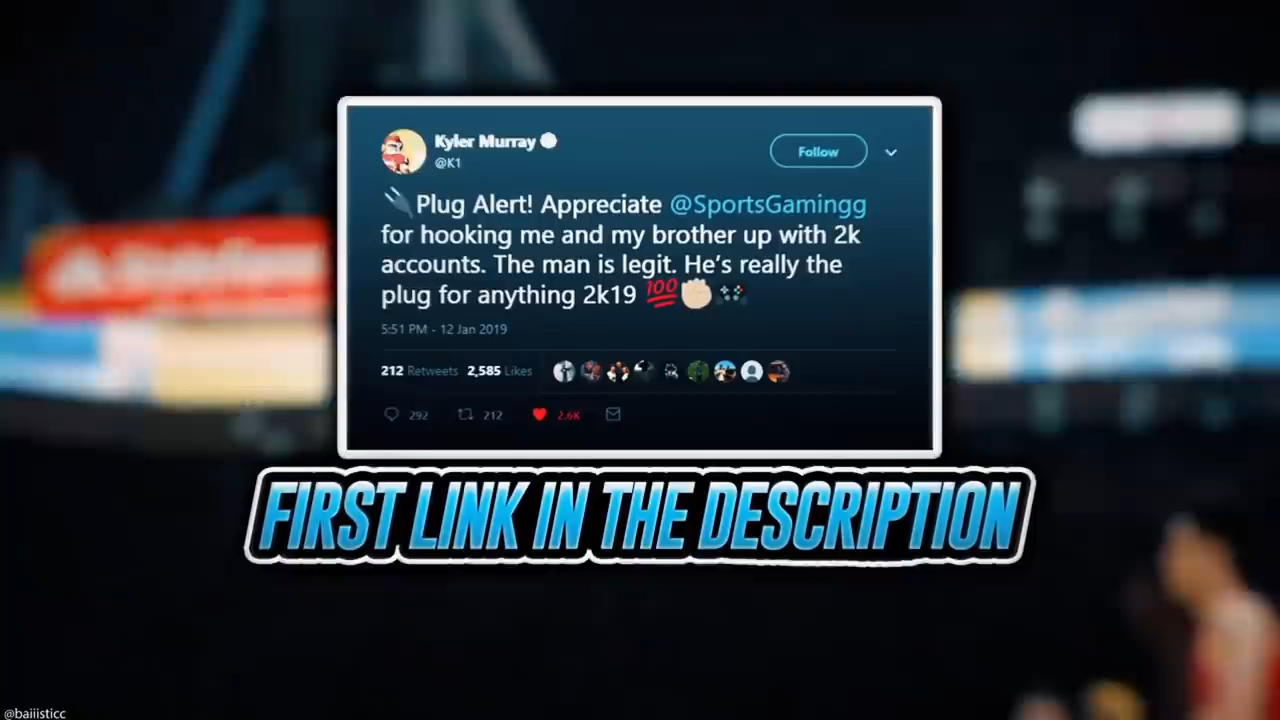 Kyler Murray
@K1
Follow
Plug Alert! Appreciate @SportsGamingg
for hooking me and my brother up with 2k
accounts. The man is legit. He’s really the
plug for anything 2k19 💯✊🏼🎮
5:51 PM - 12 Jan 2019
212 Retweets 2,585 Likes
292 212 2.6K
FIRST LINK IN THE DESCRIPTION
@baiiisticc